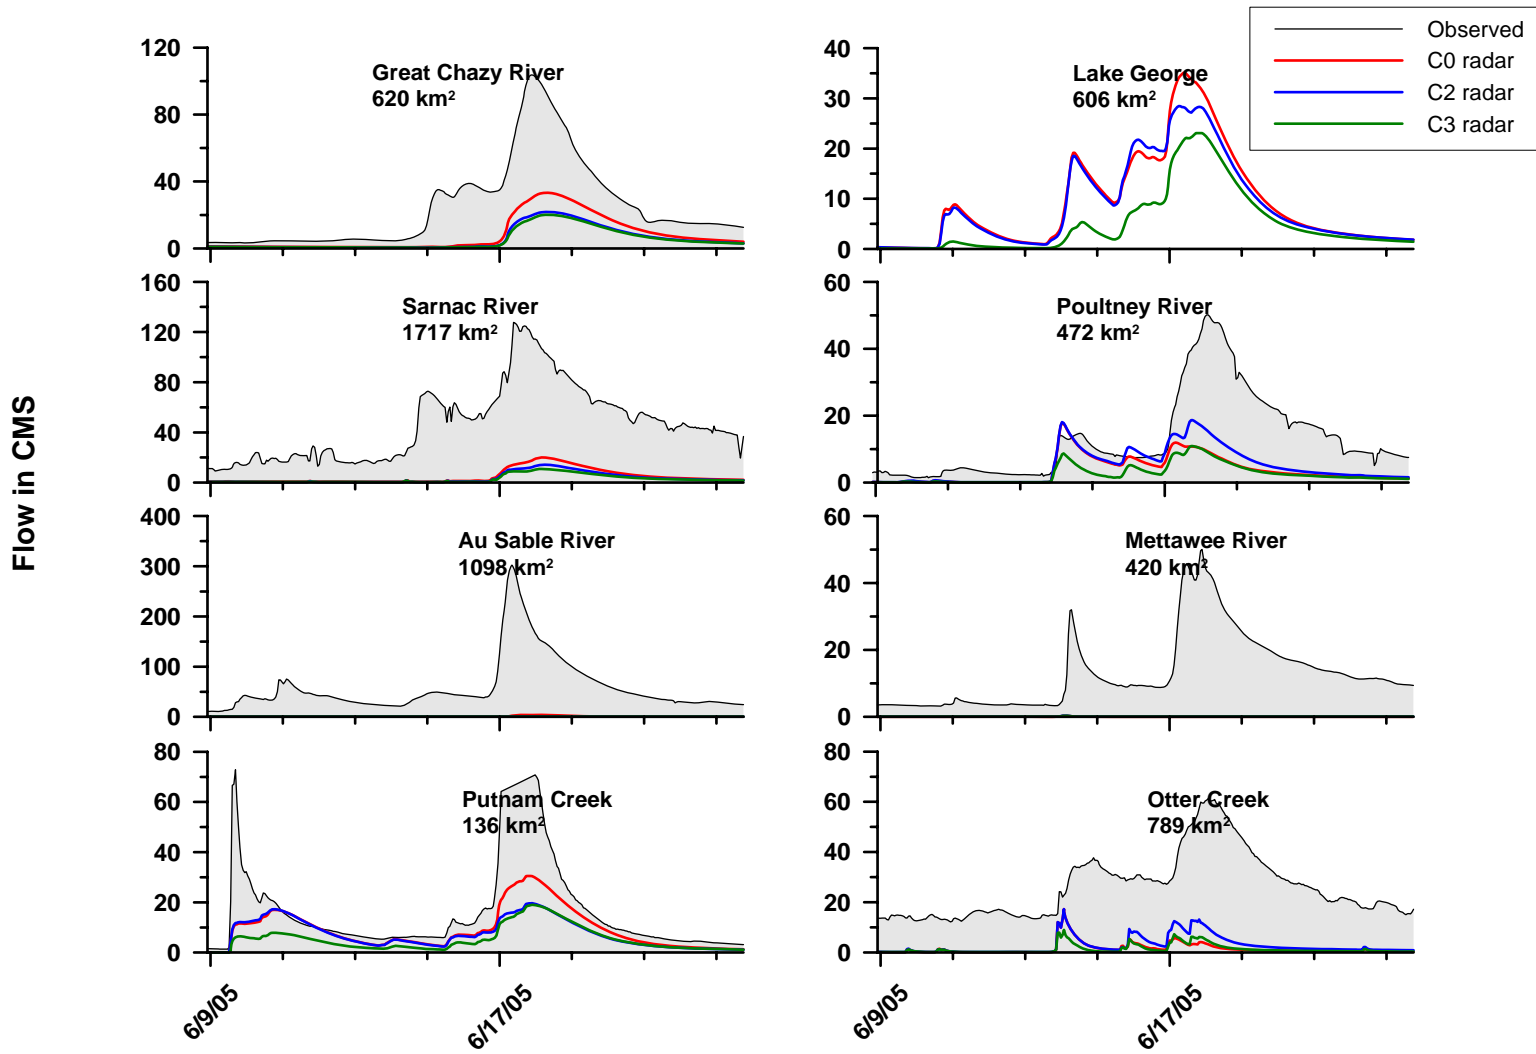 Observed
C0 radar
C2 radar
C3 radar
Flow in CMS
120
80
40
0
Great Chazy River
620 km²
40
30
20
10
0
Lake George
606 km²
160
120
80
40
0
Sarnac River
1717 km²
60
40
20
0
Poultney River
472 km²
400
300
200
100
0
Au Sable River
1098 km²
60
40
20
0
Mettawee River
420 km²
80
60
40
20
0
Putnam Creek
136 km²
80
60
40
20
0
Otter Creek
789 km²
6/9/05
6/17/05
6/9/05
6/17/05